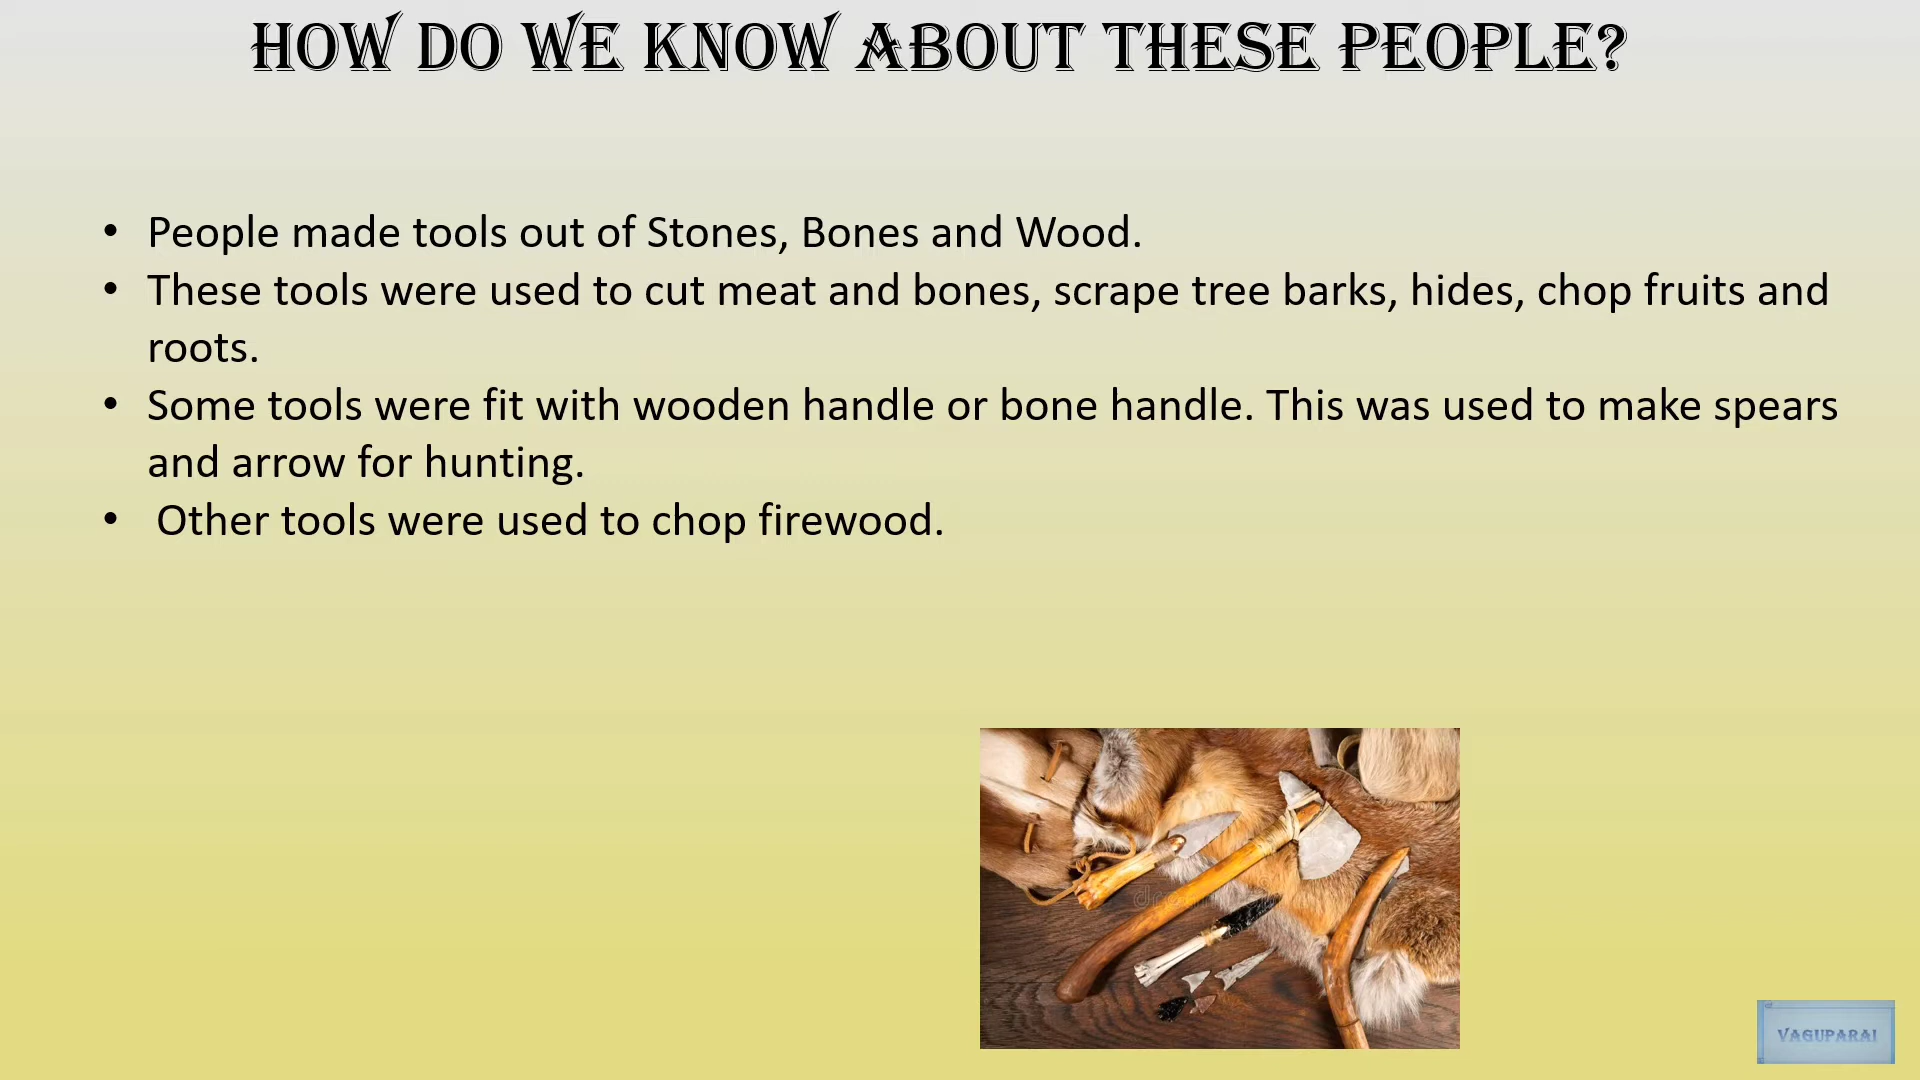 HOW DO WE KNOW ABOUT THESE PEOPLE?
• People made tools out of Stones, Bones and Wood.
• These tools were used to cut meat and bones, scrape tree barks, hides, chop fruits and
roots.
• Some tools were fit with wooden handle or bone handle. This was used to make spears
and arrow for hunting.
• Other tools were used to chop firewood.
VAGUPARAI